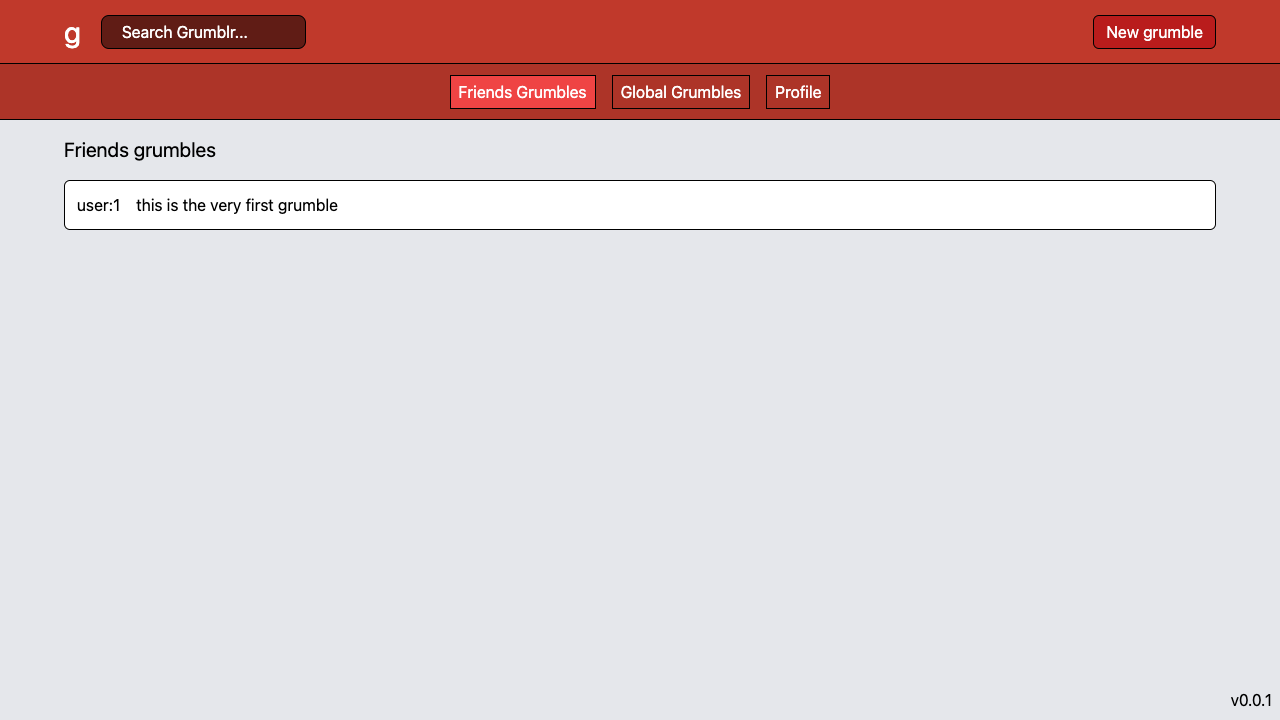 g Search Grumblr... New grumble
Friends Grumbles Global Grumbles Profile
Friends grumbles
user:1 this is the very first grumble
v0.0.1